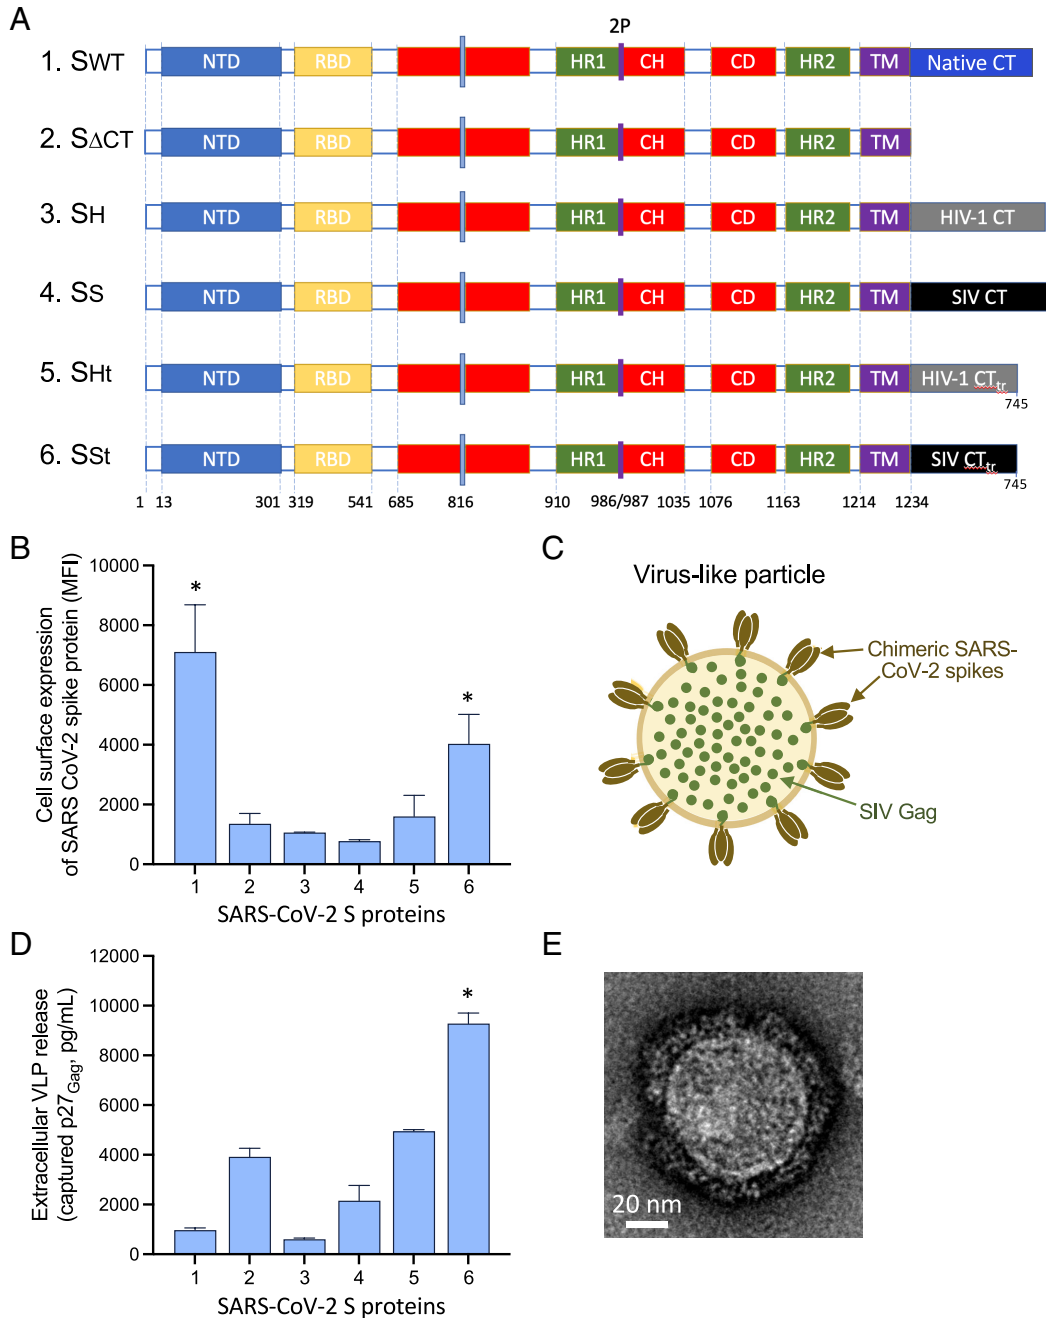 A
2P
1. SWT
NTD RBD HR1 CH CD HR2 TM Native CT
2. SΔCT
NTD RBD HR1 CH CD HR2 TM
3. SH
NTD RBD HR1 CH CD HR2 TM HIV-1 CT
4. SS
NTD RBD HR1 CH CD HR2 TM SIV CT
5. SHt
NTD RBD HR1 CH CD HR2 TM HIV-1 CTtr
745
6. SSt
NTD RBD HR1 CH CD HR2 TM SIV CTtr
745
1 13 301 319 541 685 816 910 986/987 1035 1076 1163 1214 1234
B
Cell surface expression
of SARS CoV-2 spike protein (MFI)
10000
8000
6000
4000
2000
0
*
*
1 2 3 4 5 6
SARS-CoV-2 S proteins
C
Virus-like particle
Chimeric SARS-
CoV-2 spikes
SIV Gag
D
Extracellular VLP release
(captured p27Gag, pg/mL)
12000
10000
8000
6000
4000
2000
0
*
1 2 3 4 5 6
SARS-CoV-2 S proteins
E
20 nm